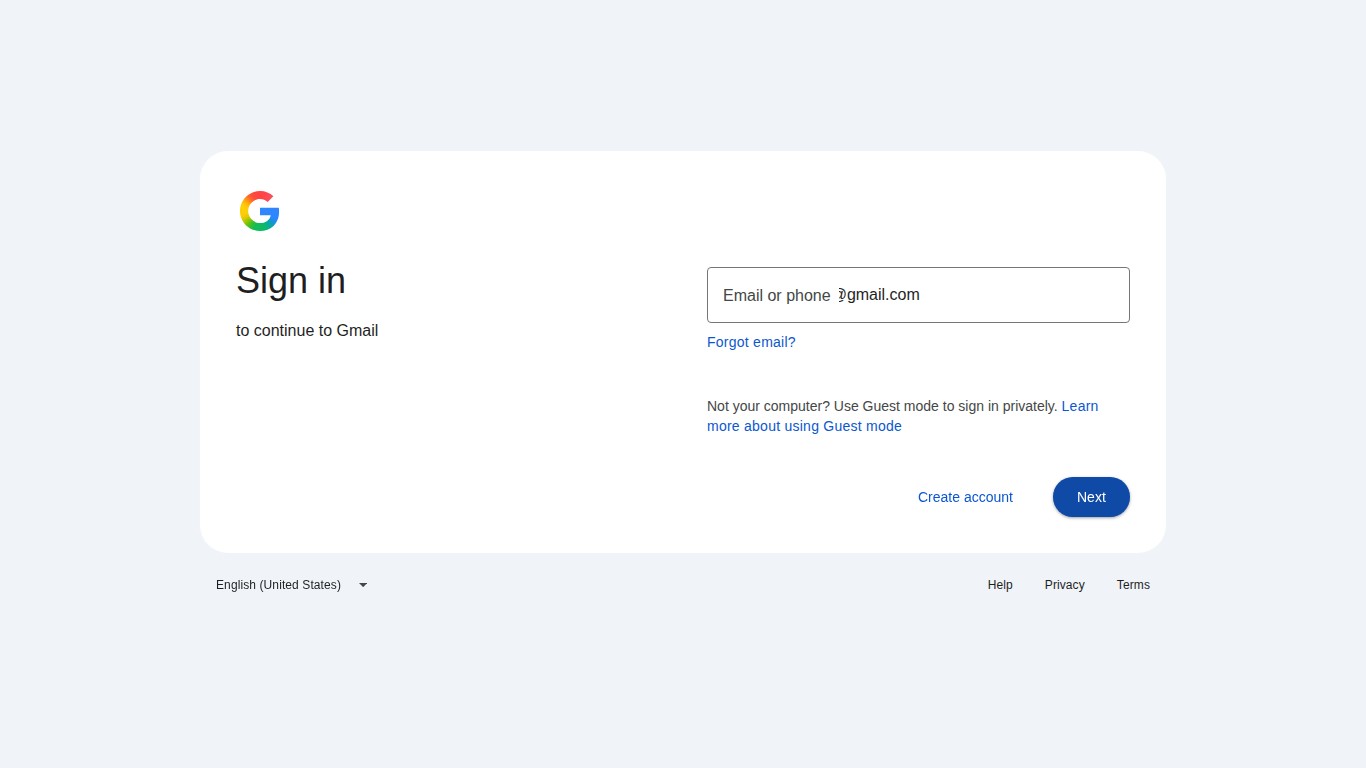 Sign in
to continue to Gmail
Email or phone @gmail.com
Forgot email?
Not your computer? Use Guest mode to sign in privately. Learn
more about using Guest mode
Create account
Next
English (United States)
Help
Privacy
Terms